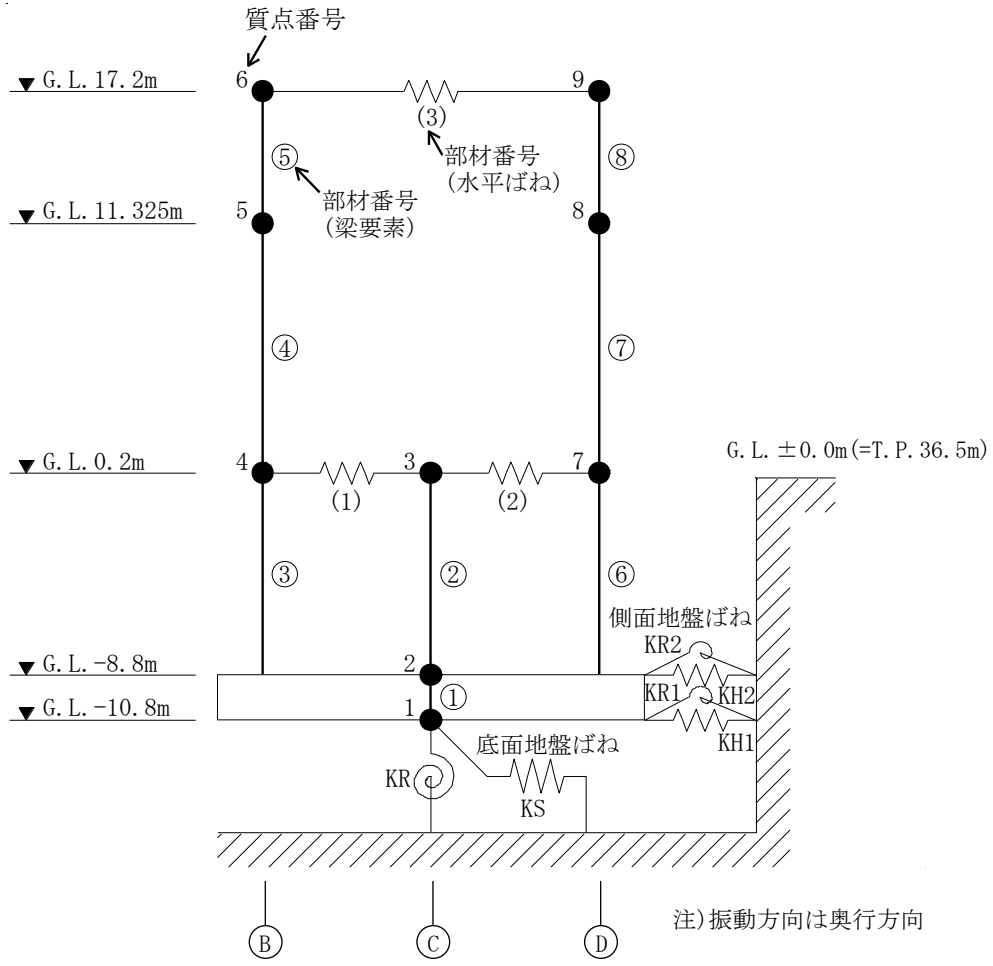 質点番号
▼ G.L.17.2m
6
9
(3)
部材番号
(水平ばね)
⑤
⑧
部材番号
(梁要素)
▼ G.L.11.325m
5
8
④
⑦
G.L.±0.0m(=T.P.36.5m)
▼ G.L.0.2m
4
3
7
(1)
(2)
③
②
⑥
側面地盤ばね
KR2
▼ G.L.-8.8m
2
KR1
KH2
①
▼ G.L.-10.8m
1
KH1
底面地盤ばね
KR
KS
注)振動方向は奥行方向
Ⓑ
Ⓒ
Ⓓ